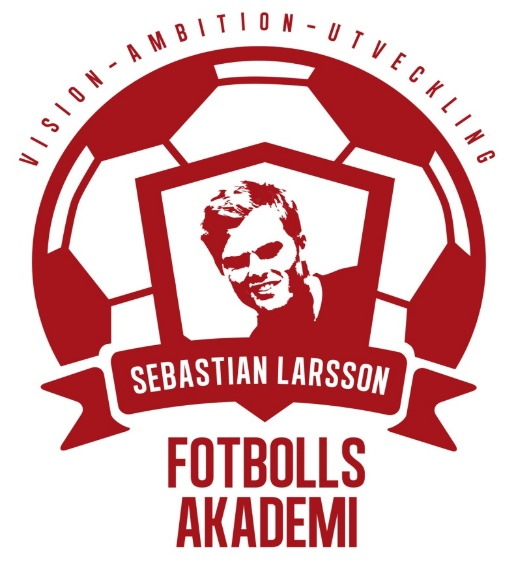 VISION-AMBITION-UTVECKLING
SEBASTIAN LARSSON
FOTBOLLS
AKADEMI